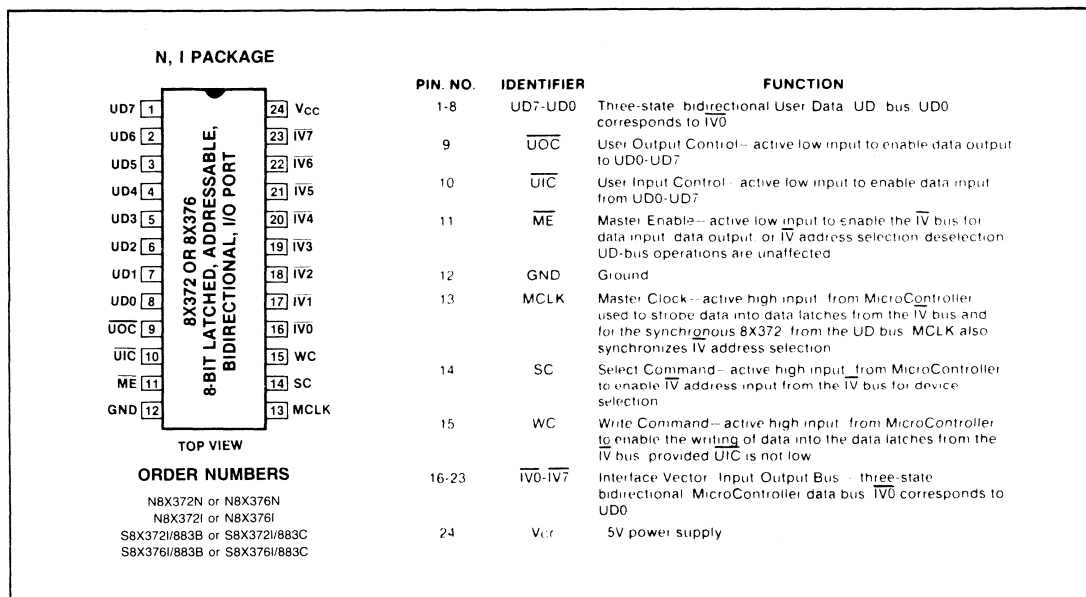 N, I PACKAGE
UD7 1
UD6 2
UD5 3
UD4 4
UD3 5
UD2 6
UD1 7
UD0 8
UOC 9
UIC 10
ME 11
GND 12
8X372 OR 8X376
8-BIT LATCHED, ADDRESSABLE,
BIDIRECTIONAL, I/O PORT
24 VCC
23 IV7
22 IV6
21 IV5
20 IV4
19 IV3
18 IV2
17 IV1
16 IV0
15 WC
14 SC
13 MCLK
TOP VIEW
ORDER NUMBERS
N8X372N or N8X376N
N8X372I or N8X376I
S8X372I/883B or S8X372I/883C
S8X376I/883B or S8X376I/883C
PIN. NO. IDENTIFIER FUNCTION
1-8 UD7-UD0 Three-state bidirectional User Data UD bus UD0
corresponds to IV0
9 UOC User Output Control – active low input to enable data output
to UD0-UD7
10 UIC User Input Control - active low input to enable data input
from UD0-UD7
11 ME Master Enable – active low input to enable the IV bus for
data input data output or IV address selection deselection
UD-bus operations are unaffected
12 GND Ground
13 MCLK Master Clock – active high input from MicroController
used to strobe data into data latches from the IV bus and
for the synchronous 8X372 from the UD bus MCLK also
synchronizes IV address selection
14 SC Select Command – active high input from MicroController
to enable IV address input from the IV bus for device
selection
15 WC Write Command – active high input from MicroController
to enable the writing of data into the data latches from the
IV bus provided UIC is not low
16-23 IV0-IV7 Interface Vector Input Output Bus - three-state
bidirectional MicroController data bus IV0 corresponds to
UD0
24 Vcc 5V power supply